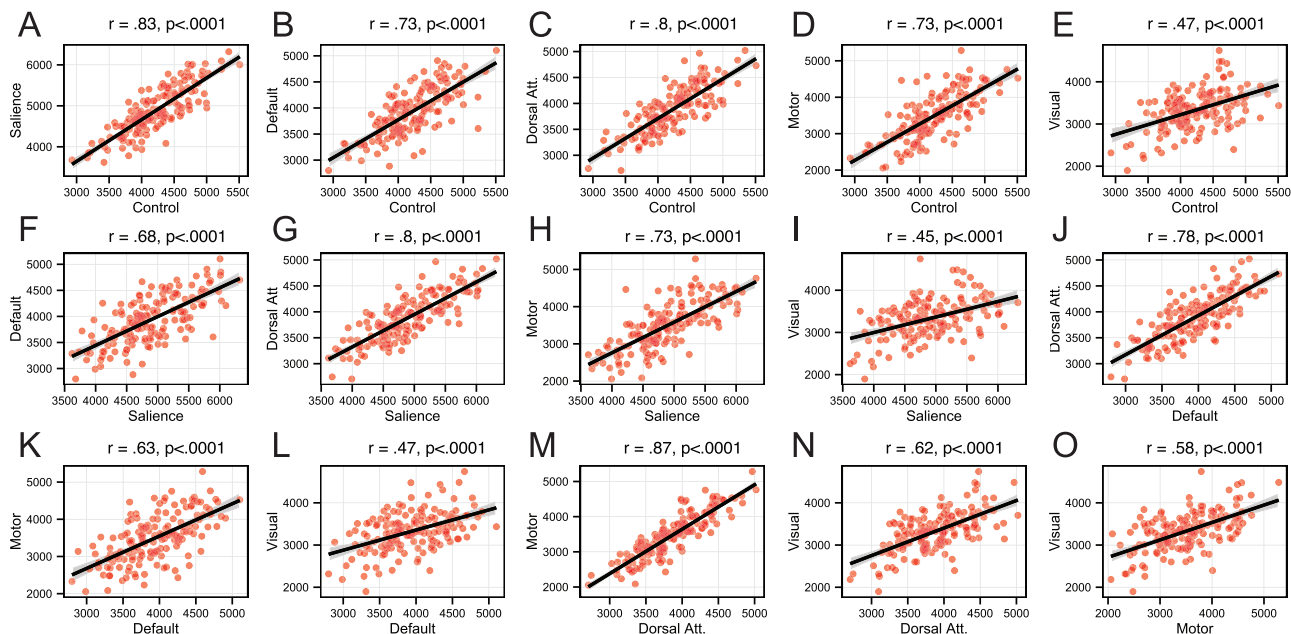 A r = .83, p<.0001
Salience
6000
5000
4000
3000 3500 4000 4500 5000 5500
Control
B r = .73, p<.0001
Default
5000
4500
4000
3500
3000
3000 3500 4000 4500 5000 5500
Control
C r = .8, p<.0001
Dorsal Att.
5000
4500
4000
3500
3000
3000 3500 4000 4500 5000 5500
Control
D r = .73, p<.0001
Motor
5000
4000
3000
2000
3000 3500 4000 4500 5000 5500
Control
E r = .47, p<.0001
Visual
4000
3000
2000
3000 3500 4000 4500 5000 5500
Control
F r = .68, p<.0001
Default
5000
4500
4000
3500
3000
3500 4000 4500 5000 5500 6000
Salience
G r = .8, p<.0001
Dorsal Att
5000
4500
4000
3500
3000
3500 4000 4500 5000 5500 6000
Salience
H r = .73, p<.0001
Motor
5000
4000
3000
2000
3500 4000 4500 5000 5500 6000
Salience
I r = .45, p<.0001
Visual
4000
3000
2000
3500 4000 4500 5000 5500 6000
Salience
J r = .78, p<.0001
Dorsal Att.
5000
4500
4000
3500
3000
3000 3500 4000 4500 5000
Default
K r = .63, p<.0001
Motor
5000
4000
3000
2000
3000 3500 4000 4500 5000
Default
L r = .47, p<.0001
Visual
4000
3000
2000
3000 3500 4000 4500 5000
Default
M r = .87, p<.0001
Motor
5000
4000
3000
2000
3000 3500 4000 4500 5000
Dorsal Att.
N r = .62, p<.0001
Visual
4000
3000
2000
3000 3500 4000 4500 5000
Dorsal Att.
O r = .58, p<.0001
Visual
4000
3000
2000
2000 3000 4000 5000
Motor